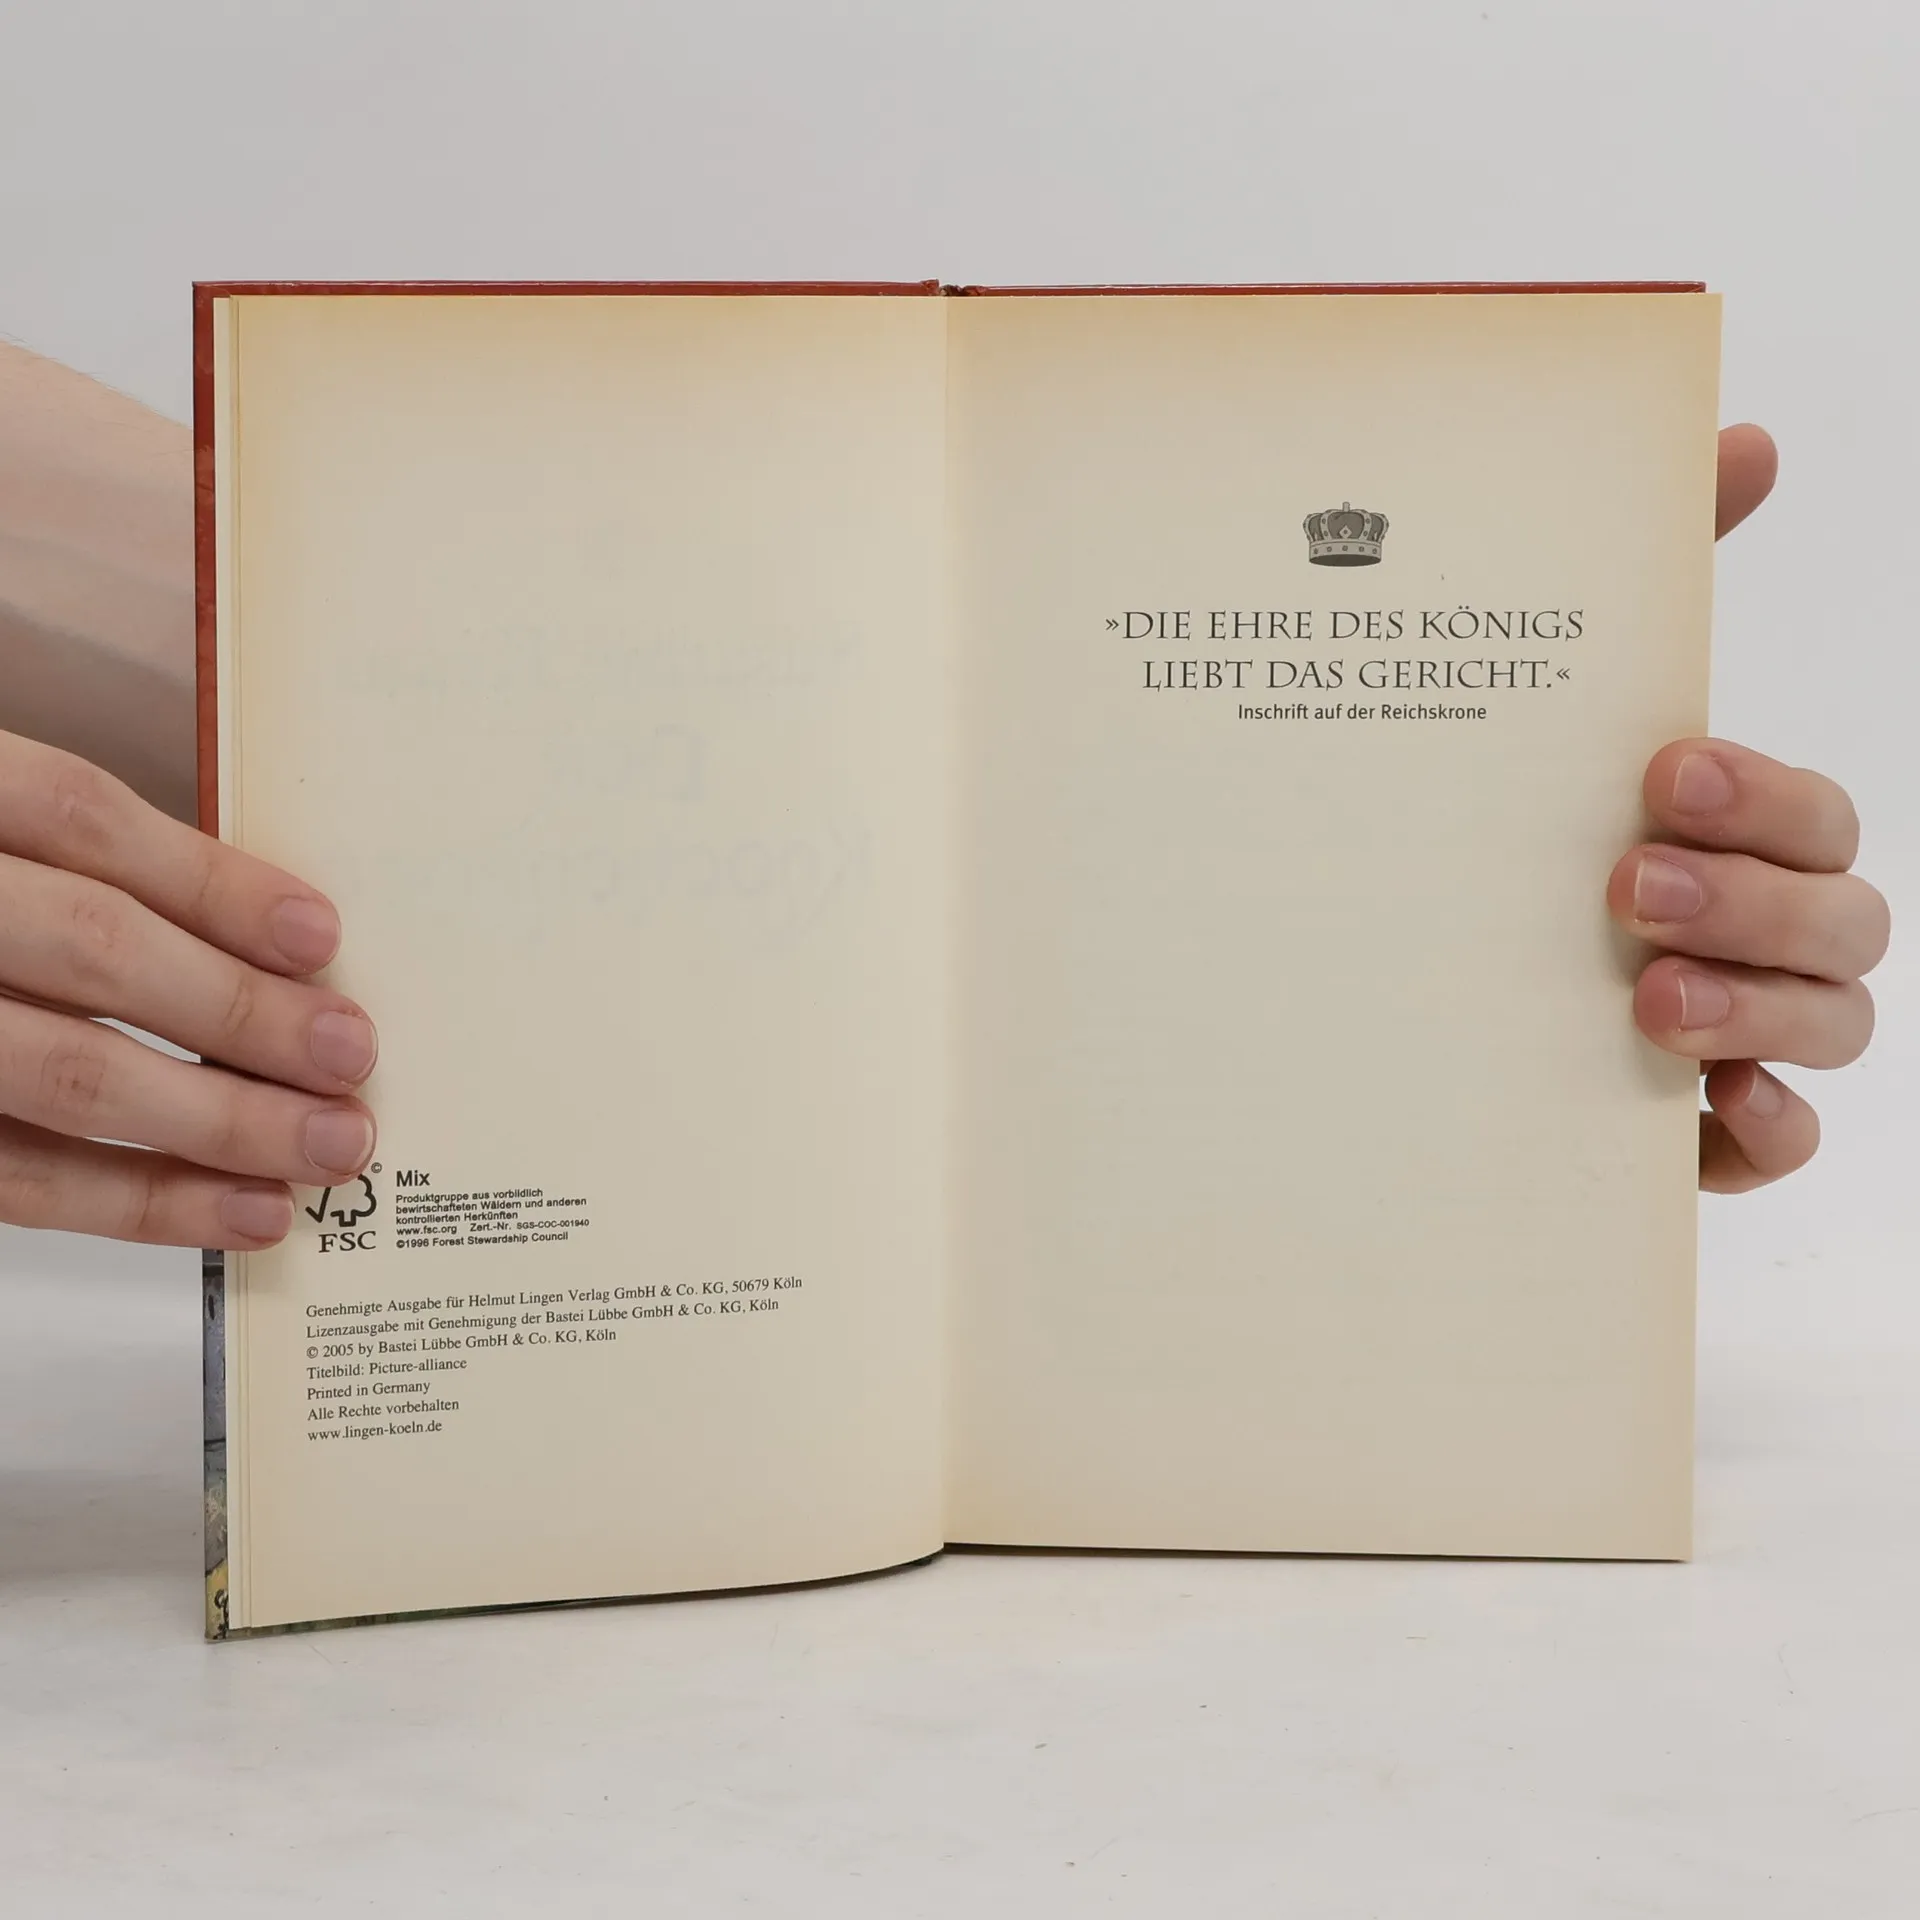 ©
FSC
Mix
Produktgruppe aus vorbildlich
bewirtschafteten Wäldern und anderen
kontrollierten Herkünften
www.fsc.org Zert.-Nr. SGS-COC-001940
©1996 Forest Stewardship Council
Genehmigte Ausgabe für Helmut Lingen Verlag GmbH & Co. KG, 50679 Köln
Lizenzausgabe mit Genehmigung der Bastei Lübbe GmbH & Co. KG, Köln
© 2005 by Bastei Lübbe GmbH & Co. KG, Köln
Titelbild: Picture-alliance
Printed in Germany
Alle Rechte vorbehalten
www.lingen-koeln.de
»DIE EHRE DES KÖNIGS
LIEBT DAS GERICHT.«
Inschrift auf der Reichskrone